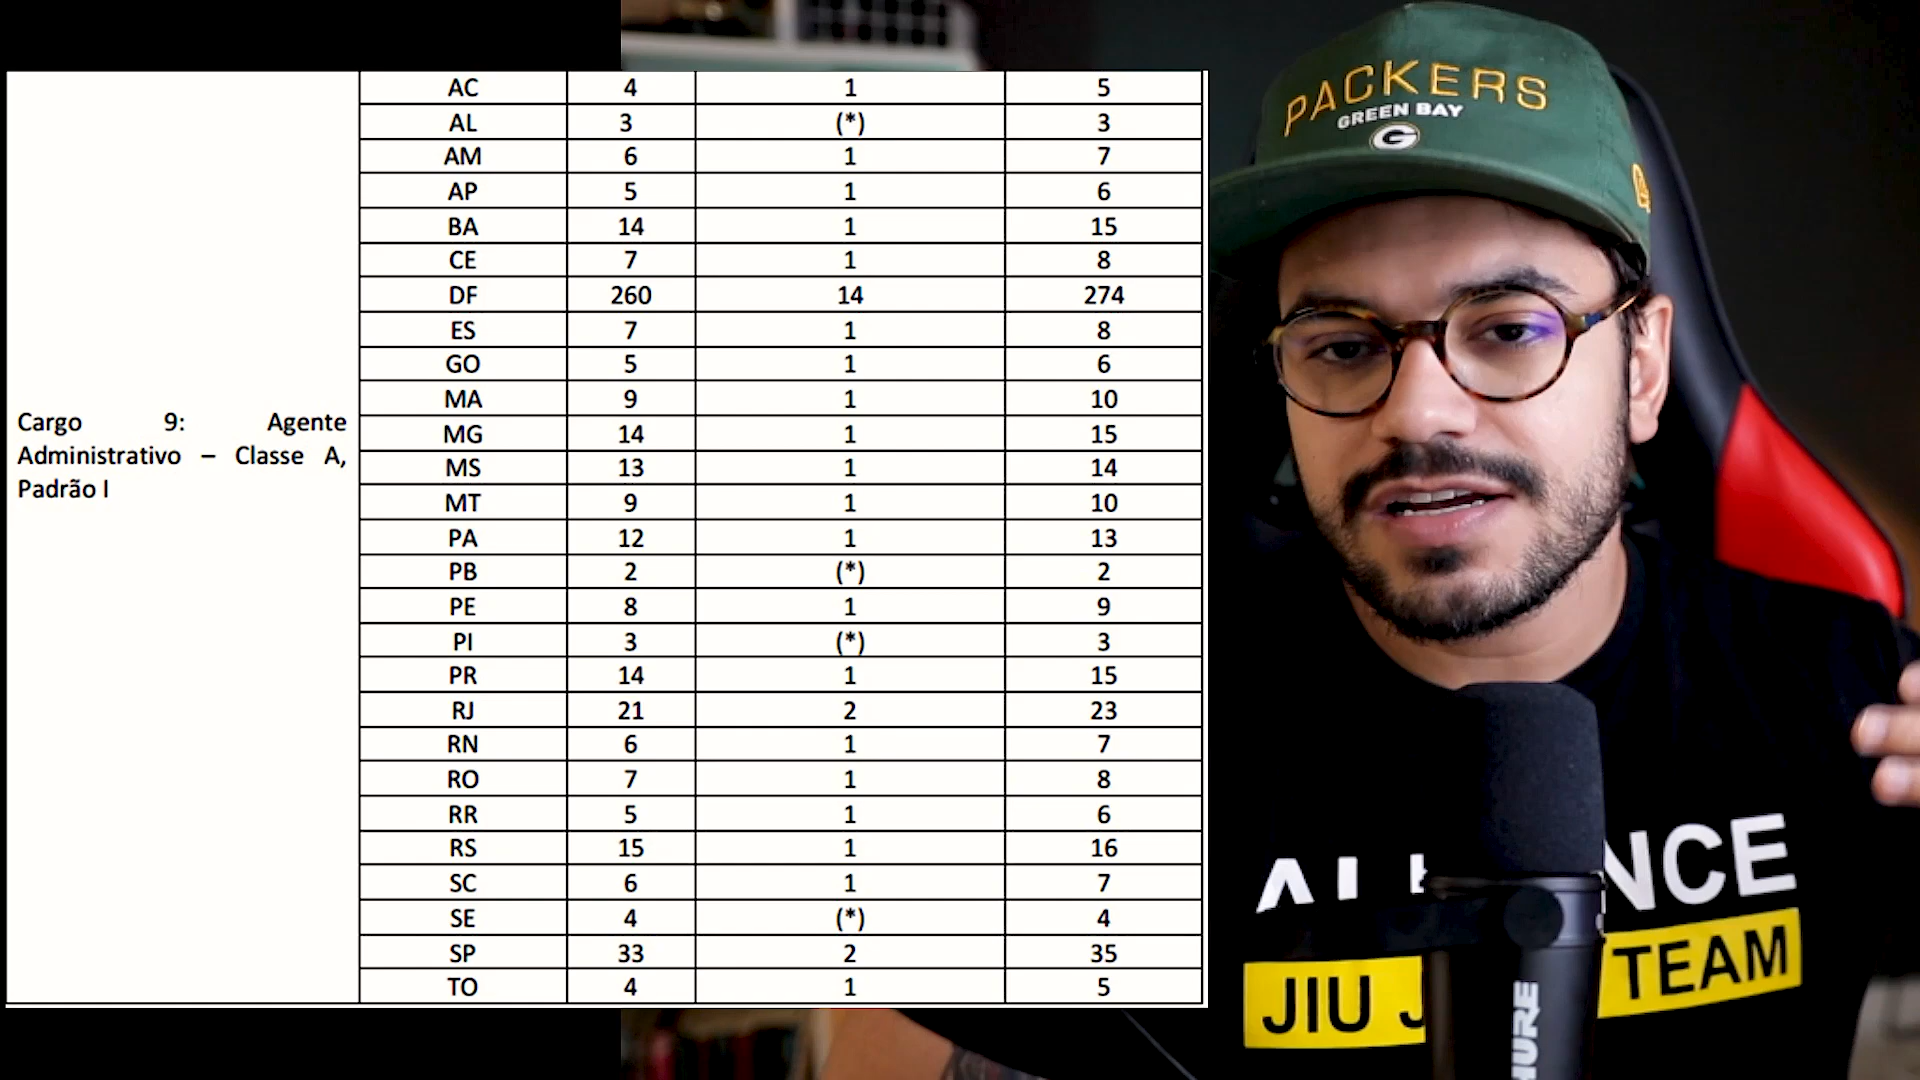 AC 4 1 5
AL 3 (*) 3
AM 6 1 7
AP 5 1 6
BA 14 1 15
CE 7 1 8
DF 260 14 274
ES 7 1 8
GO 5 1 6
MA 9 1 10
Cargo 9: Agente
Administrativo – Classe A,
Padrão I
MG 14 1 15
MS 13 1 14
MT 9 1 10
PA 12 1 13
PB 2 (*) 2
PE 8 1 9
PI 3 (*) 3
PR 14 1 15
RJ 21 2 23
RN 6 1 7
RO 7 1 8
RR 5 1 6
RS 15 1 16
SC 6 1 7
SE 4 (*) 4
SP 33 2 35
TO 4 1 5
PACKERS
GREEN BAY
G
NCE
JIU J
TEAM
HURE